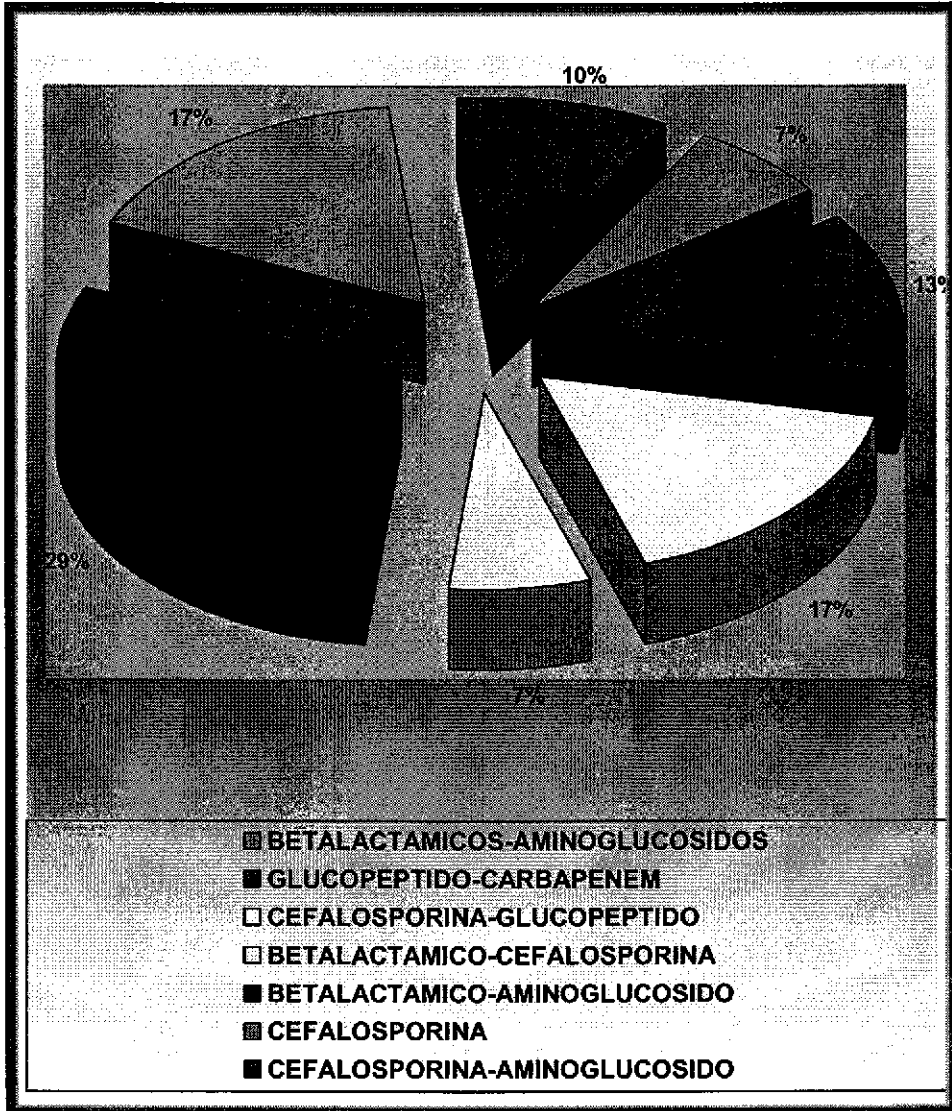 10%
17%
7%
13%
29%
17%
7%
BETALACTAMICOS-AMINOGLUCOSIDOS
GLUCOPEPTIDO-CARBAPENEM
CEFALOSPORINA-GLUCOPEPTIDO
BETALACTAMICO-CEFALOSPORINA
BETALACTAMICO-AMINOGLUCOSIDO
CEFALOSPORINA
CEFALOSPORINA-AMINOGLUCOSIDO